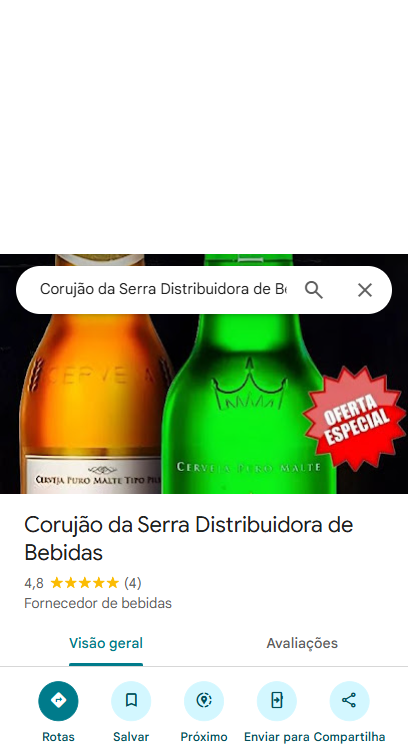 Corujão da Serra Distribuidora de Be
CERVEJA
OFERTA
ESPECIAL
CERVEJA PURO MALTE TIPO
CERVEJA PURO MALTE
Corujão da Serra Distribuidora de
Bebidas
4,8 (4)
Fornecedor de bebidas
Visão geral Avaliações
Rotas Salvar Próximo Enviar para Compartilha